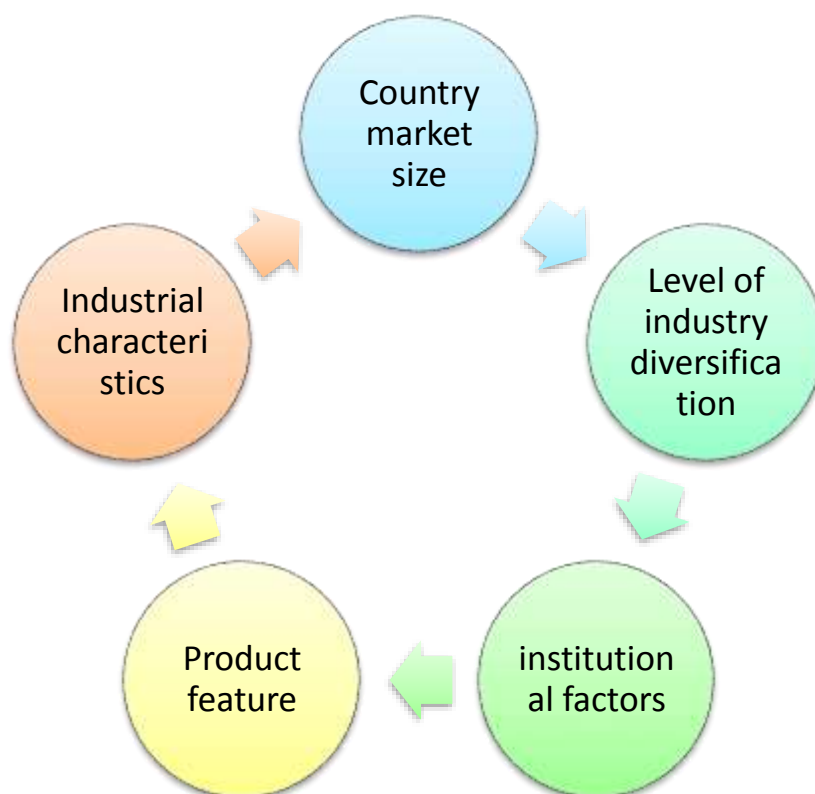 Country
market
size
Level of
industry
diversifica
tion
institution
al factors
Product
feature
Industrial
characteri
stics